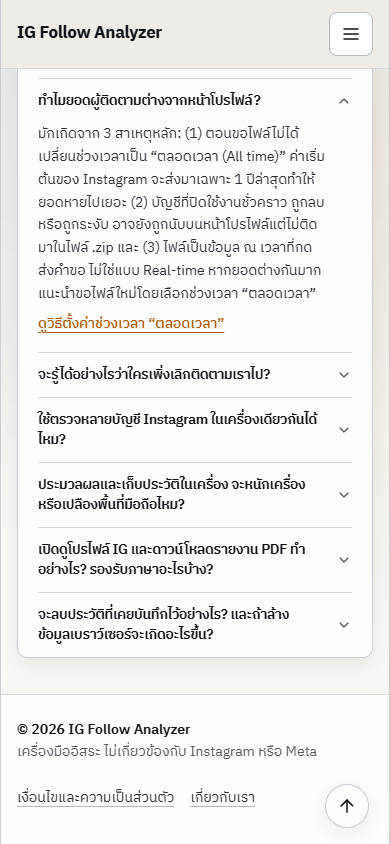 IG Follow Analyzer
ทำไมยอดผู้ติดตามต่างจากหน้าโปรไฟล์?
มักเกิดจาก 3 สาเหตุหลัก: (1) ตอนขอไฟล์ไม่ได้
เปลี่ยนช่วงเวลาเป็น “ตลอดเวลา (All time)” ค่าเริ่ม
ต้นของ Instagram จะส่งมาเฉพาะ 1 ปีล่าสุดทำให้
ยอดหายไปเยอะ (2) บัญชีที่ปิดใช้งานชั่วคราว ถูกลบ
หรือถูกระงับ อาจยังถูกนับบนหน้าโปรไฟล์แต่ไม่ติด
มาในไฟล์ .zip และ (3) ไฟล์เป็นข้อมูล ณ เวลาที่กด
ส่งคำขอ ไม่ใช่แบบ Real-time หากยอดต่างกันมาก
แนะนำขอไฟล์ใหม่โดยเลือกช่วงเวลา “ตลอดเวลา”
ดูวิธีตั้งค่าช่วงเวลา “ตลอดเวลา”
จะรู้ได้อย่างไรว่าใครเพิ่งเลิกติดตามเราไป?
ใช้ตรวจหลายบัญชี Instagram ในเครื่องเดียวกันได้
ไหม?
ประมวลผลและเก็บประวัติในเครื่อง จะหนักเครื่อง
หรือเปลืองพื้นที่มือถือไหม?
เปิดดูโปรไฟล์ IG และดาวน์โหลดรายงาน PDF ทำ
อย่างไร? รองรับภาษาอะไรบ้าง?
จะลบประวัติที่เคยบันทึกไว้อย่างไร? และถ้าล้าง
ข้อมูลเบราว์เซอร์จะเกิดอะไรขึ้น?
© 2026 IG Follow Analyzer
เครื่องมืออิสระ ไม่เกี่ยวข้องกับ Instagram หรือ Meta
เงื่อนไขและความเป็นส่วนตัว เกี่ยวกับเรา